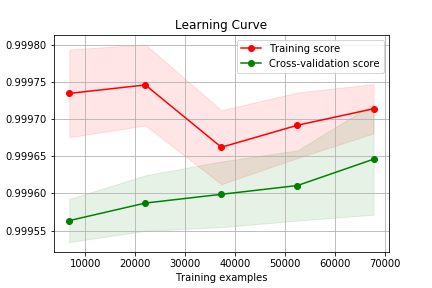 Learning Curve
Training score
Cross-validation score
0.99980
0.99975
0.99970
0.99965
0.99960
0.99955
10000 20000 30000 40000 50000 60000 70000
Training examples